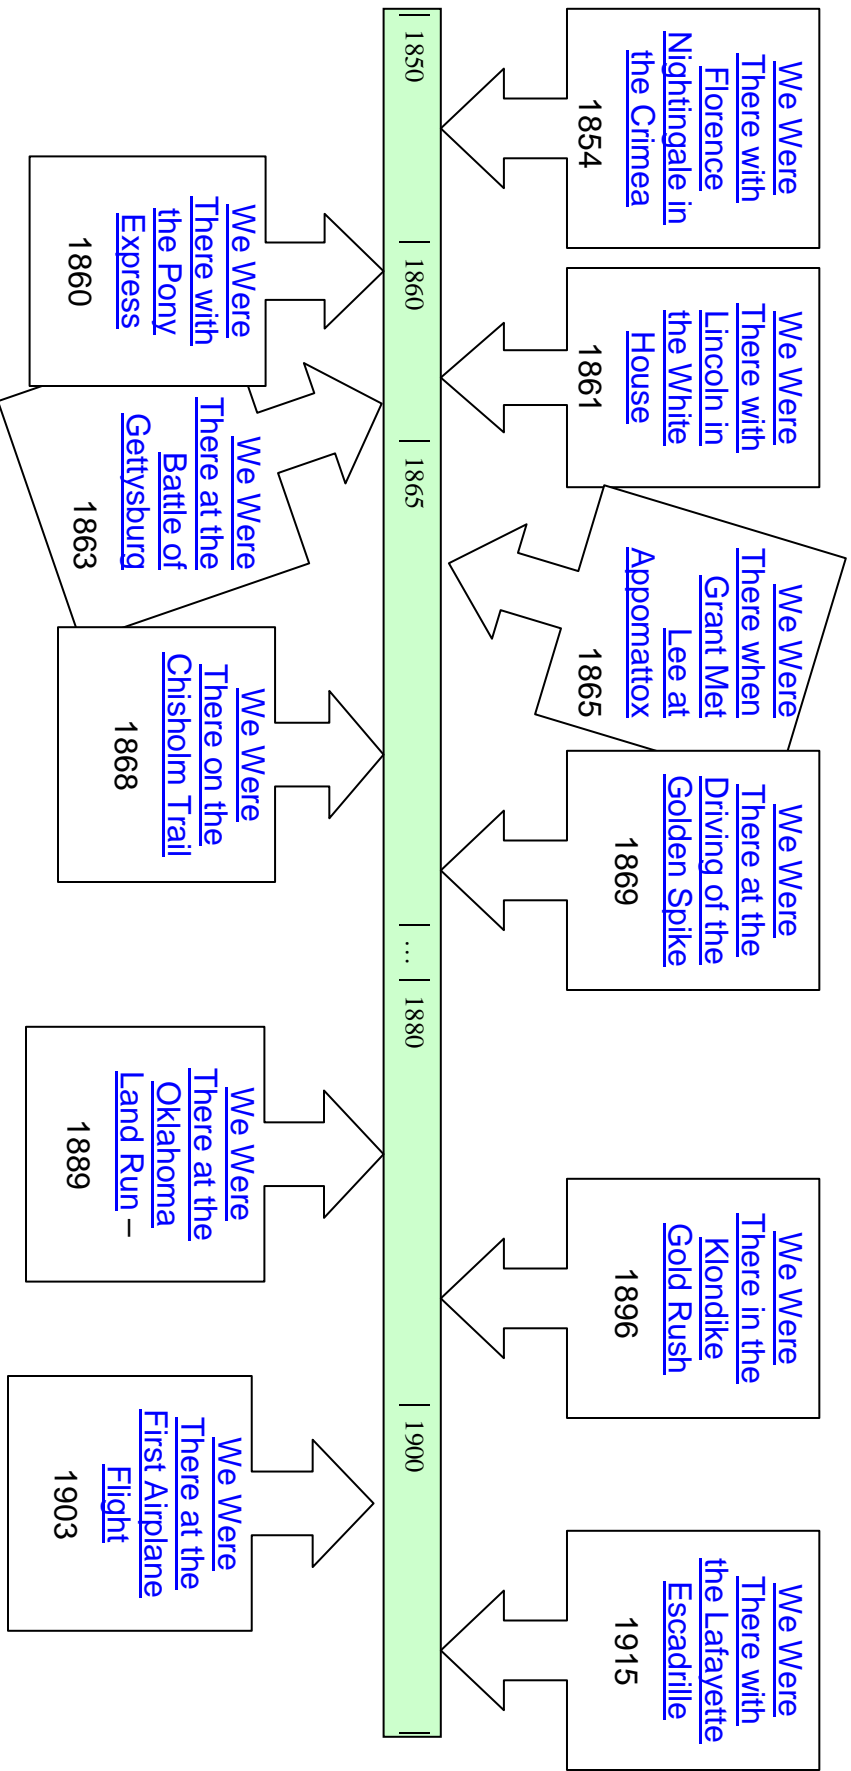 We Were
There with
Florence
Nightingale in
the Crimea
1854
We Were
There with
Lincoln in
the White
House
1861
We Were
There when
Grant Met
Lee at
Appomattox
1865
We Were
There at the
Driving of the
Golden Spike
1869
We Were
There in the
Klondike
Gold Rush
1896
We Were
There with
the Lafayette
Escadrille
1915
| 1850 | 1860 | 1865 | ... | 1880 | 1900 |
We Were
There with
the Pony
Express
1860
We Were
There at the
Battle of
Gettysburg
1863
We Were
There on the
Chisholm Trail
1868
We Were
There at the
Oklahoma
Land Run –
1889
We Were
There at the
First Airplane
Flight
1903